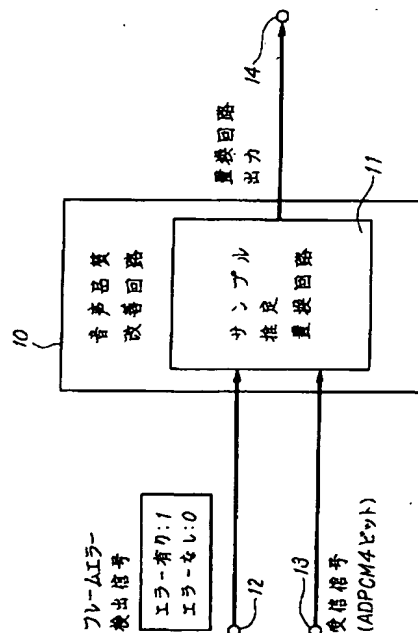 10
音声品質
改善回路
サンプル
推定
置換回路
11
置換回路
出力
14
フレームエラー
検出信号
エラー有り:1
エラーなし:0
12
13
受信信号
(ADPCM4ビット)